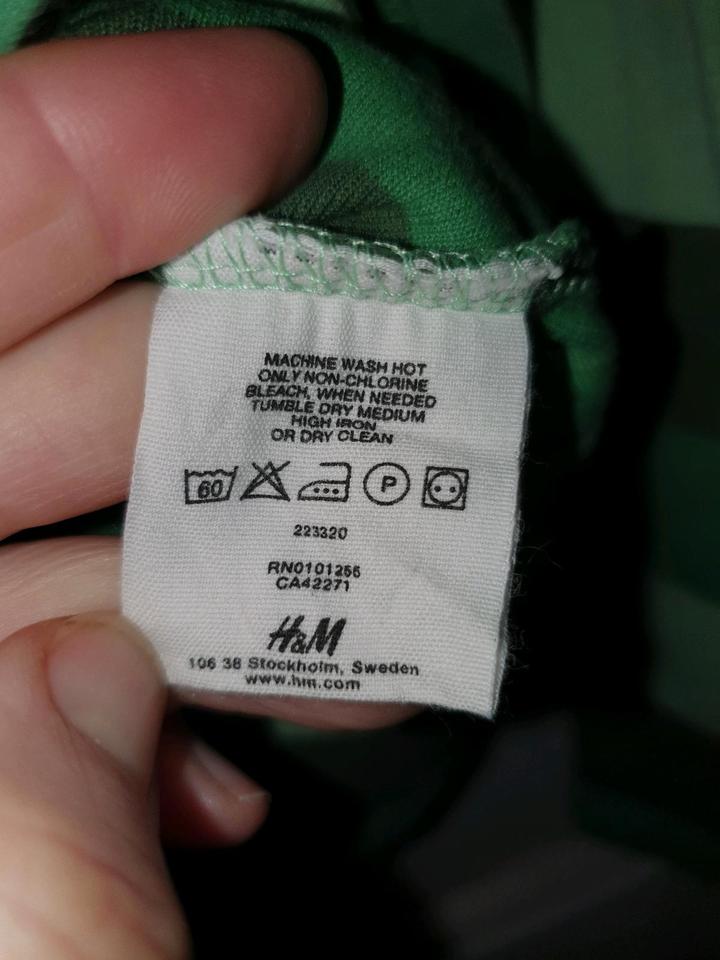 MACHINE WASH HOT
ONLY NON-CHLORINE
BLEACH, WHEN NEEDED
TUMBLE DRY MEDIUM
HIGH IRON
OR DRY CLEAN
60 P
223320
RN0101255
CA42271
H&M
106 38 Stockholm, Sweden
www.hm.com